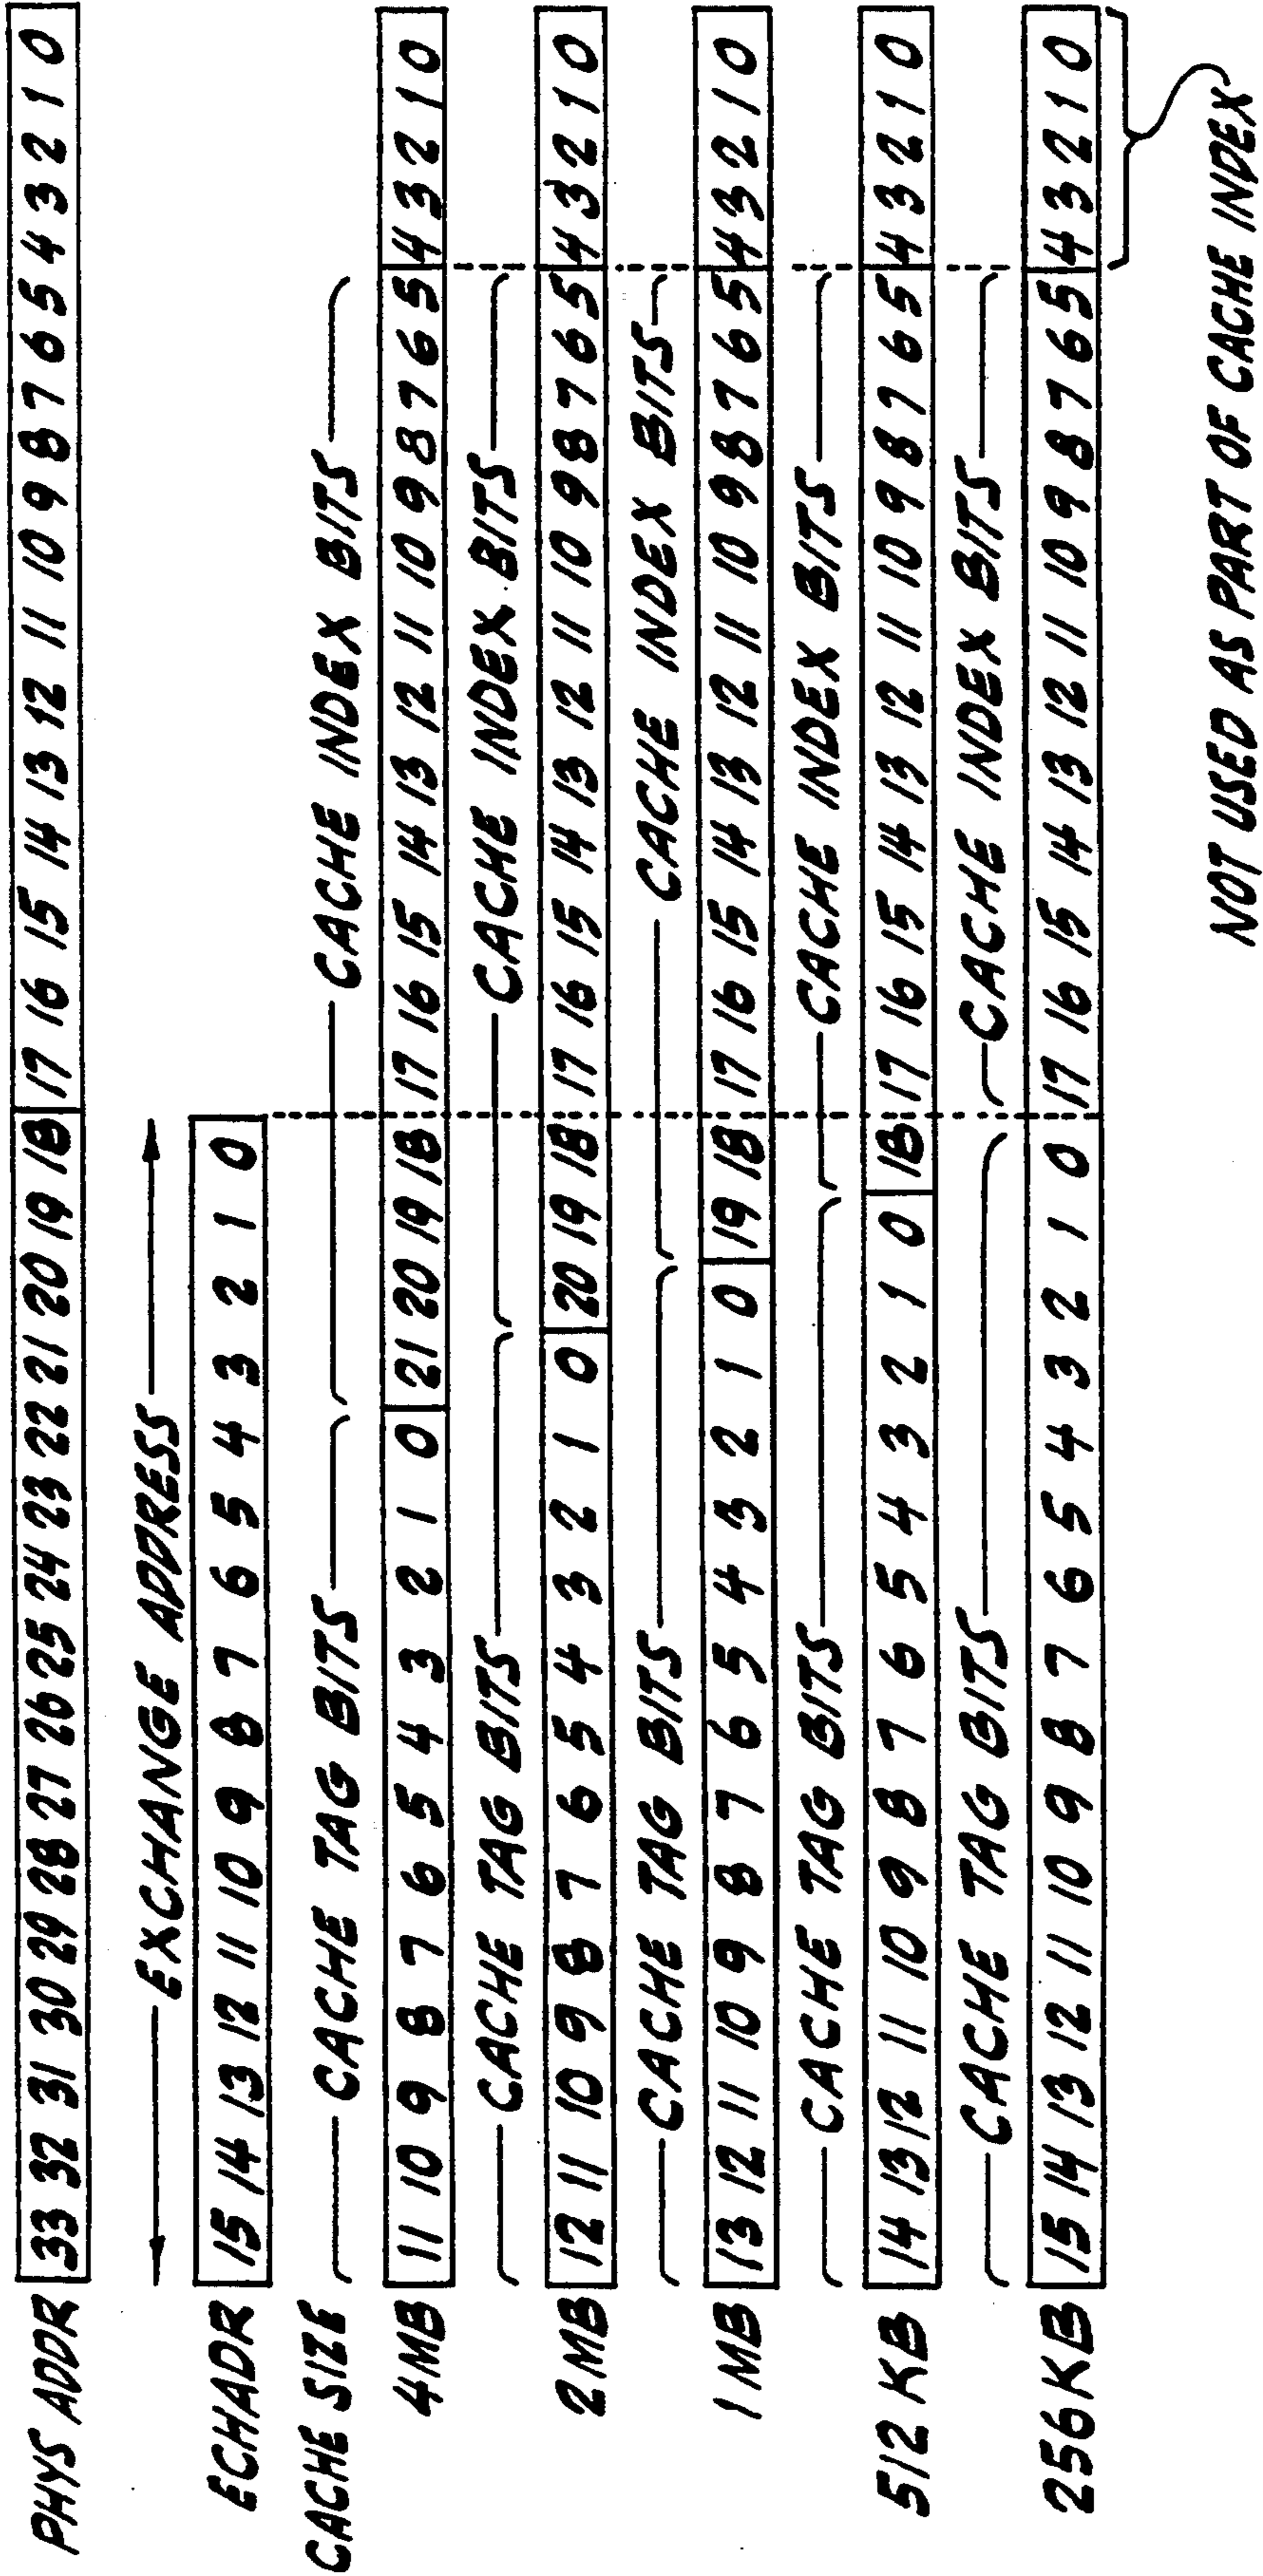 PHYS ADDR 33 32 31 30 29 28 27 26 25 24 23 22 21 20 19 18 17 16 15 14 13 12 11 10 9 8 7 6 5 4 3 2 1 0
EXCHANGE ADDRESS
ECHADR 15 14 13 12 11 10 9 8 7 6 5 4 3 2 1 0
CACHE SIZE CACHE TAG BITS CACHE INDEX BITS
4MB 11 10 9 8 7 6 5 4 3 2 1 0 21 20 19 18 17 16 15 14 13 12 11 10 9 8 7 6 5 4 3 2 1 0
CACHE TAG BITS CACHE INDEX BITS
2MB 12 11 10 9 8 7 6 5 4 3 2 1 0 20 19 18 17 16 15 14 13 12 11 10 9 8 7 6 5 4 3 2 1 0
CACHE TAG BITS CACHE INDEX BITS
1MB 13 12 11 10 9 8 7 6 5 4 3 2 1 0 19 18 17 16 15 14 13 12 11 10 9 8 7 6 5 4 3 2 1 0
CACHE TAG BITS CACHE INDEX BITS
512 KB 14 13 12 11 10 9 8 7 6 5 4 3 2 1 0 18 17 16 15 14 13 12 11 10 9 8 7 6 5 4 3 2 1 0
CACHE TAG BITS CACHE INDEX BITS
256KB 15 14 13 12 11 10 9 8 7 6 5 4 3 2 1 0 17 16 15 14 13 12 11 10 9 8 7 6 5 4 3 2 1 0
NOT USED AS PART OF CACHE INDEX